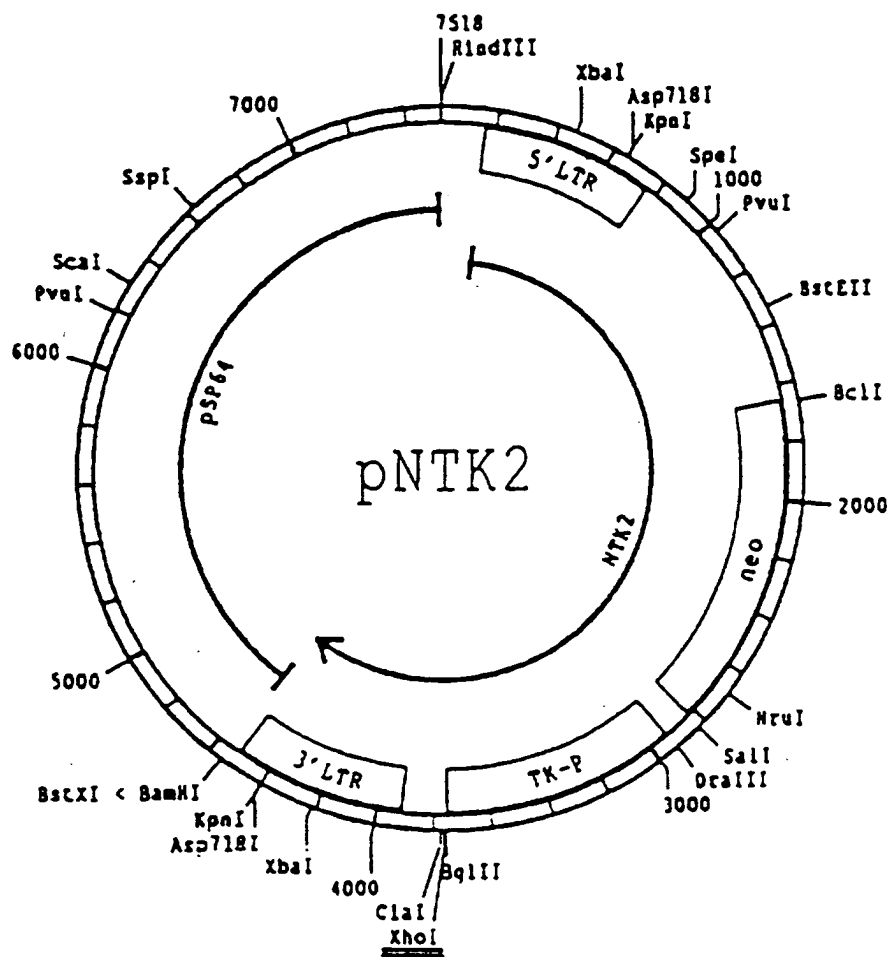 7518
RindIII
XbaI
Asp718I
KpnI
SpeI
1000
PvuI
BstEII
BclI
2000
NruI
SalI
DraIII
3000
BglII
ClaI
XhoI
4000
XbaI
Asp718I
KpnI
BstXI < BamHI
5000
6000
PvuI
ScaI
SspI
7000
5'LTR
neo
TK-P
3'LTR
pSP64
NTK2
pNTK2